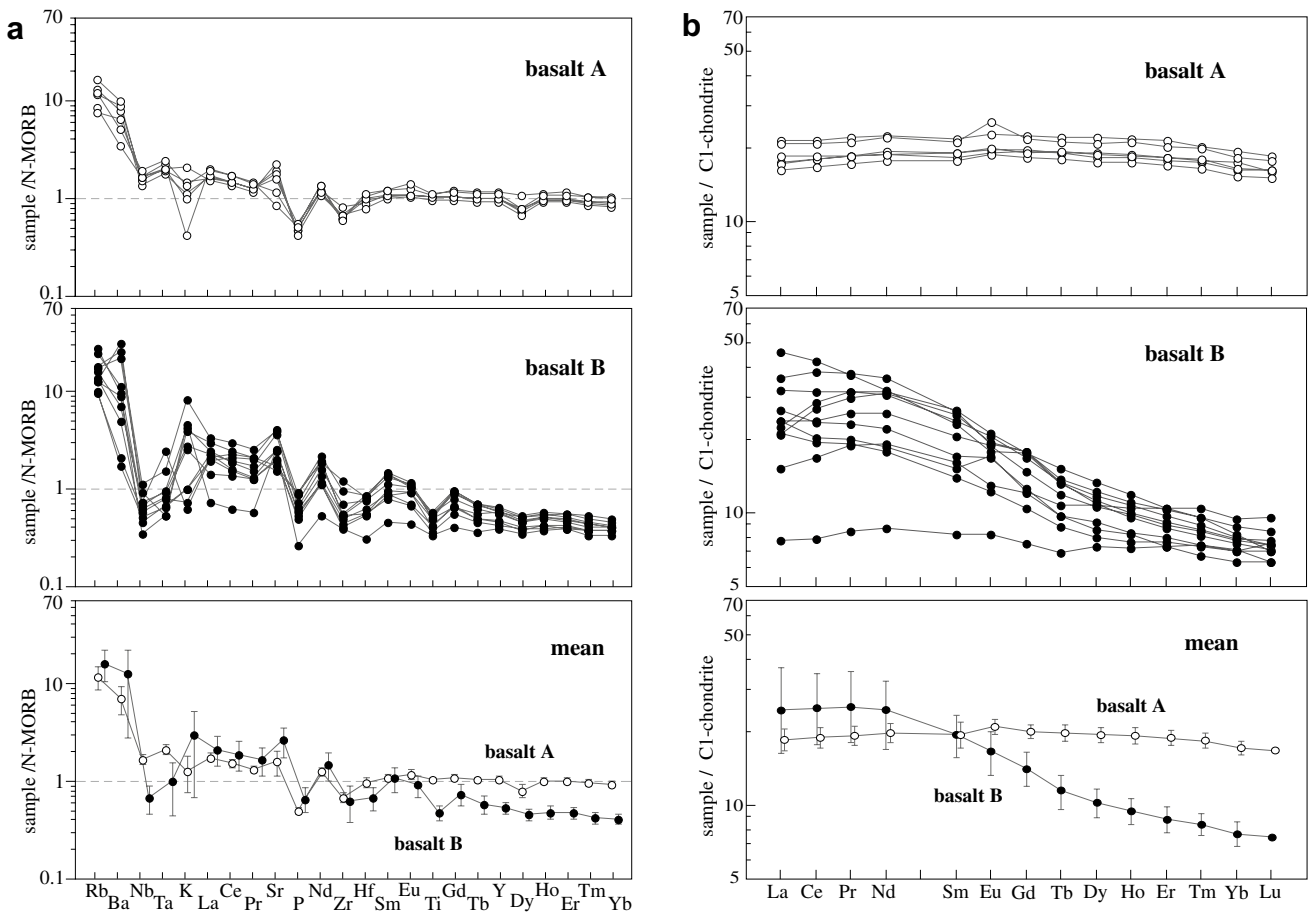 a
70
10
1
0.1
sample /N-MORB
basalt A
70
10
1
0.1
sample /N-MORB
basalt B
70
10
1
0.1
sample /N-MORB
mean
basalt A
basalt B
Rb Ba Nb Ta K La Ce Pr Sr P Nd Zr Hf Sm Eu Ti Gd Tb Y Dy Ho Er Tm Yb
b
70
50
10
5
sample / C1-chondrite
basalt A
70
50
10
5
sample / C1-chondrite
basalt B
70
50
10
5
sample / C1-chondrite
mean
basalt A
basalt B
La Ce Pr Nd Sm Eu Gd Tb Dy Ho Er Tm Yb Lu